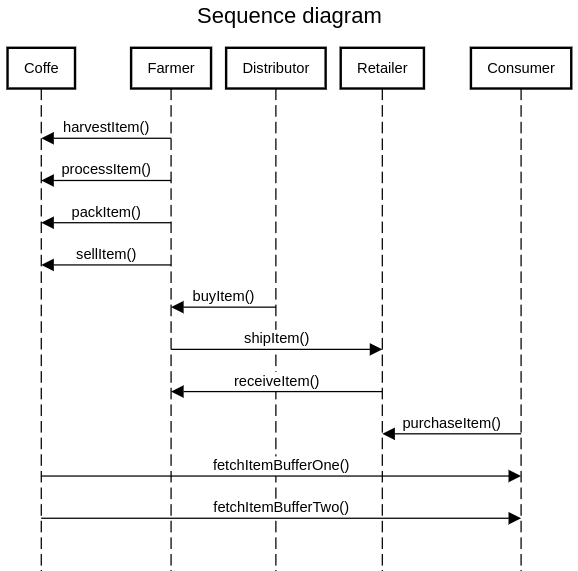 Sequence diagram
Coffe
Farmer
Distributor
Retailer
Consumer
harvestItem()
processItem()
packItem()
sellItem()
buyItem()
shipItem()
receiveItem()
purchaseItem()
fetchItemBufferOne()
fetchItemBufferTwo()